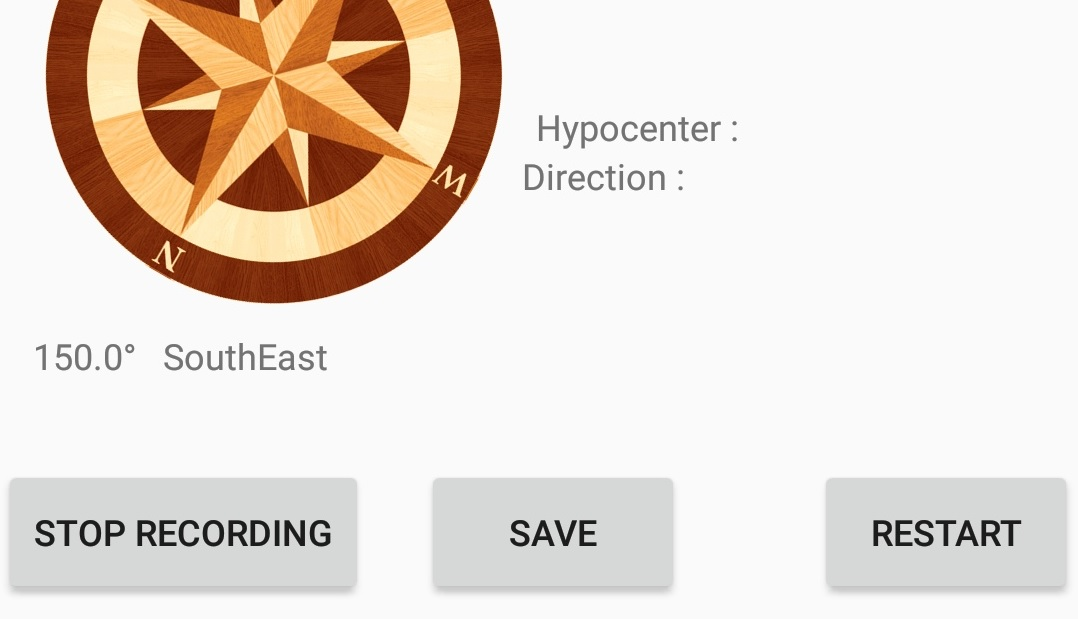 Hypocenter :
W
Direction :
N
150.0° SouthEast
STOP RECORDING SAVE RESTART